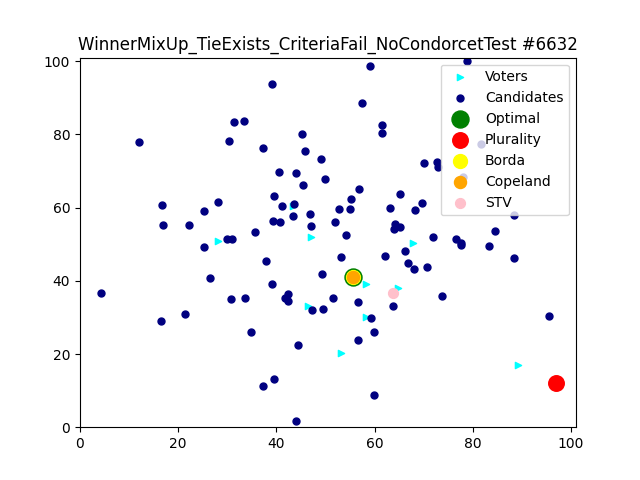 WinnerMixUp_TieExists_CriteriaFail_NoCondorcetTest #6632
100
80
60
40
20
0
0 20 40 60 80 100
Voters
Candidates
Optimal
Plurality
Borda
Copeland
STV